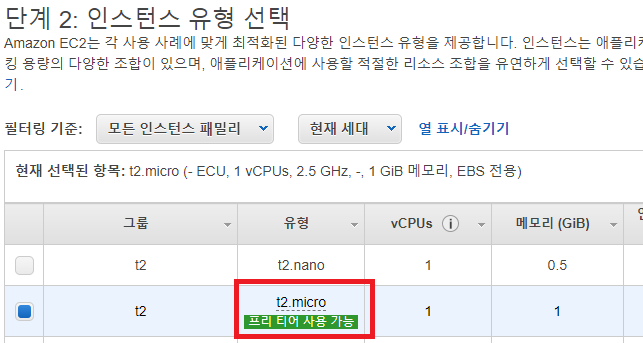 단계 2: 인스턴스 유형 선택
Amazon EC2는 각 사용 사례에 맞게 최적화된 다양한 인스턴스 유형을 제공합니다. 인스턴스는 애플리케
킹 용량의 다양한 조합이 있으며, 애플리케이션에 사용할 적절한 리소스 조합을 유연하게 선택할 수 있습
기.
필터링 기준: 모든 인스턴스 패밀리 현재 세대 열 표시/숨기기
현재 선택된 항목: t2.micro (- ECU, 1 vCPUs, 2.5 GHz, -, 1 GiB 메모리, EBS 전용)
그룹 유형 vCPUs i 메모리 (GiB)
t2 t2.nano 1 0.5
t2 t2.micro 1 1
프리 티어 사용 가능